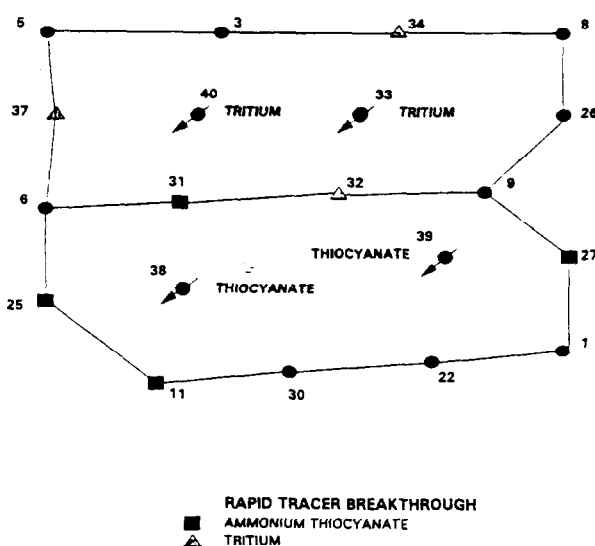 5 3 34 8
40 33
37 TRITIUM TRITIUM 26
31 32
6 9
39
THIOCYANATE
38 27
THIOCYANATE
25
1
11 30 22
RAPID TRACER BREAKTHROUGH
AMMONIUM THIOCYANATE
TRITIUM